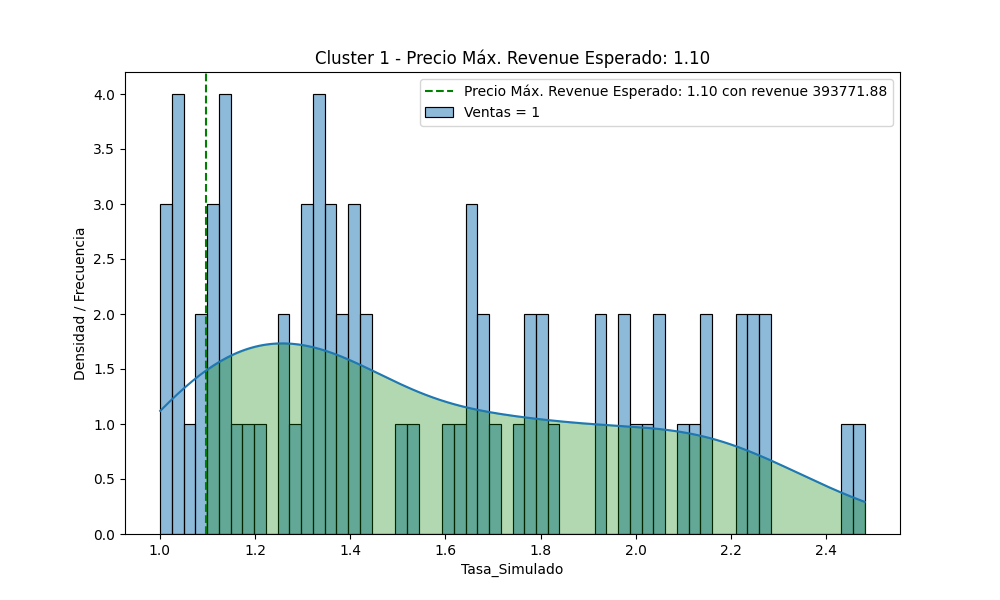 Cluster 1 - Precio Máx. Revenue Esperado: 1.10
Precio Máx. Revenue Esperado: 1.10 con revenue 393771.88
Ventas = 1
Densidad / Frecuencia
4.0
3.5
3.0
2.5
2.0
1.5
1.0
0.5
0.0
1.0 1.2 1.4 1.6 1.8 2.0 2.2 2.4
Tasa_Simulado